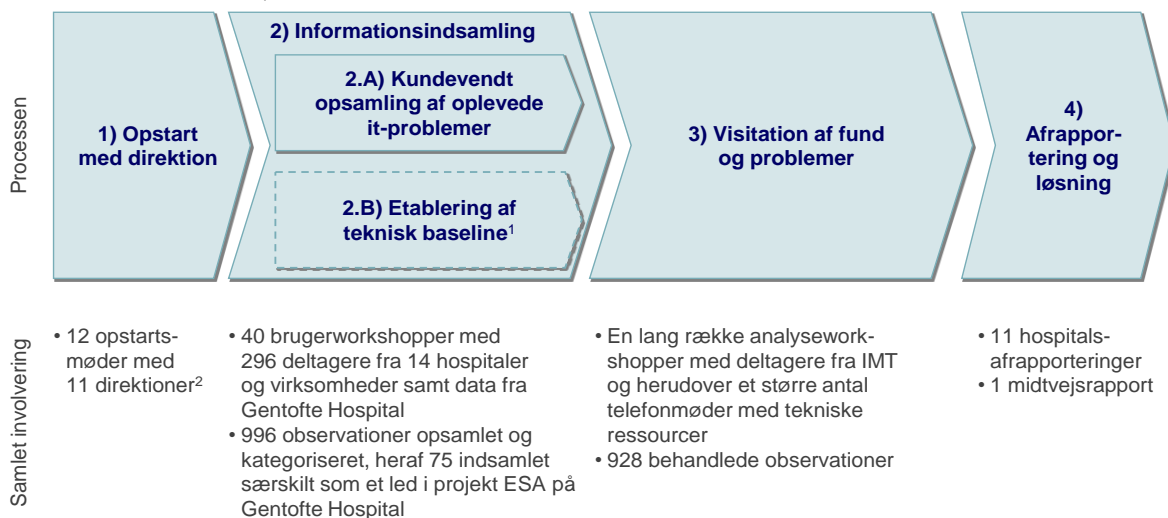 Processen
1) Opstart
med direktion
2) Informationsindsamling
2.A) Kundevendt
opsamling af oplevede
it-problemer
2.B) Etablering af
teknisk baseline1
3) Visitation af fund
og problemer
4)
Afrappor-
tering og
løsning
Samlet involvering
• 12 opstarts-
møder med
11 direktioner2
• 40 brugerworkshopper med
296 deltagere fra 14 hospitaler
og virksomheder samt data fra
Gentofte Hospital
• 996 observationer opsamlet og
kategoriseret, heraf 75 indsamlet
særskilt som et led i projekt ESA på
Gentofte Hospital
• En lang række analysework-
shopper med deltagere fra IMT
og herudover et større antal
telefonmøder med tekniske
ressourcer
• 928 behandlede observationer
• 11 hospitals-
afrapporteringer
• 1 midtvejsrapport